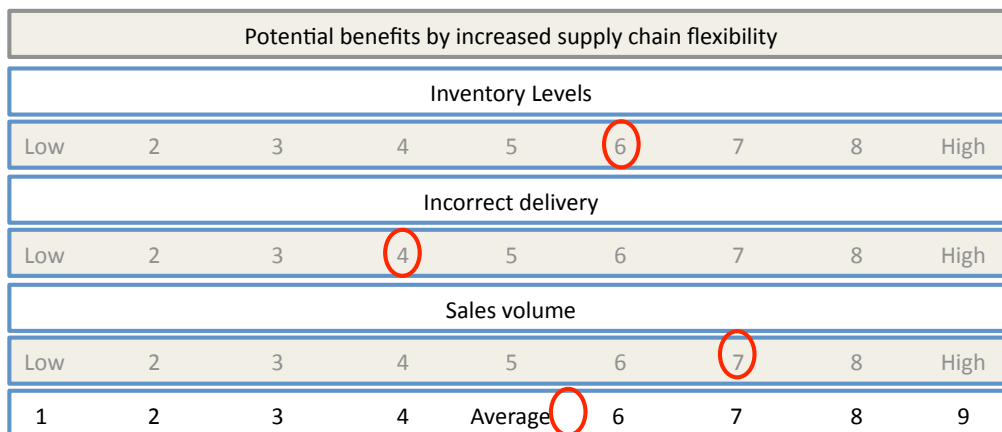 Potential benefits by increased supply chain flexibility
Inventory Levels
Low 2 3 4 5 6 7 8 High
Incorrect delivery
Low 2 3 4 5 6 7 8 High
Sales volume
Low 2 3 4 5 6 7 8 High
1 2 3 4 Average 6 7 8 9